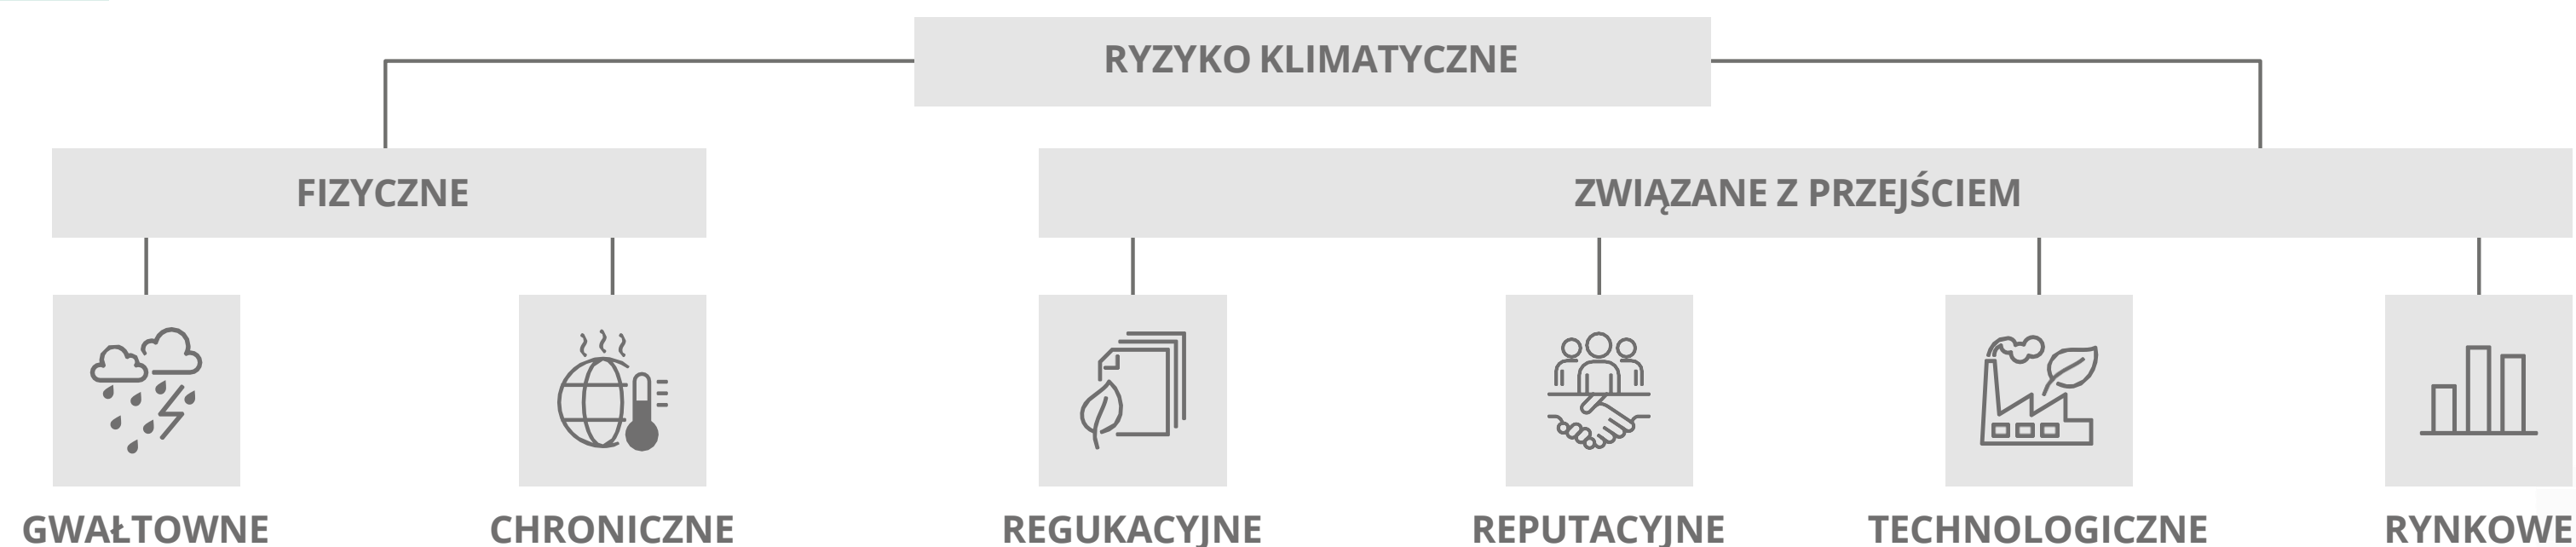 RYZYKO KLIMATYCZNE
FIZYCZNE
ZWIĄZANE Z PRZEJŚCIEM
GWAŁTOWNE
CHRONICZNE
REGUKACYJNE
REPUTACYJNE
TECHNOLOGICZNE
RYNKOWE